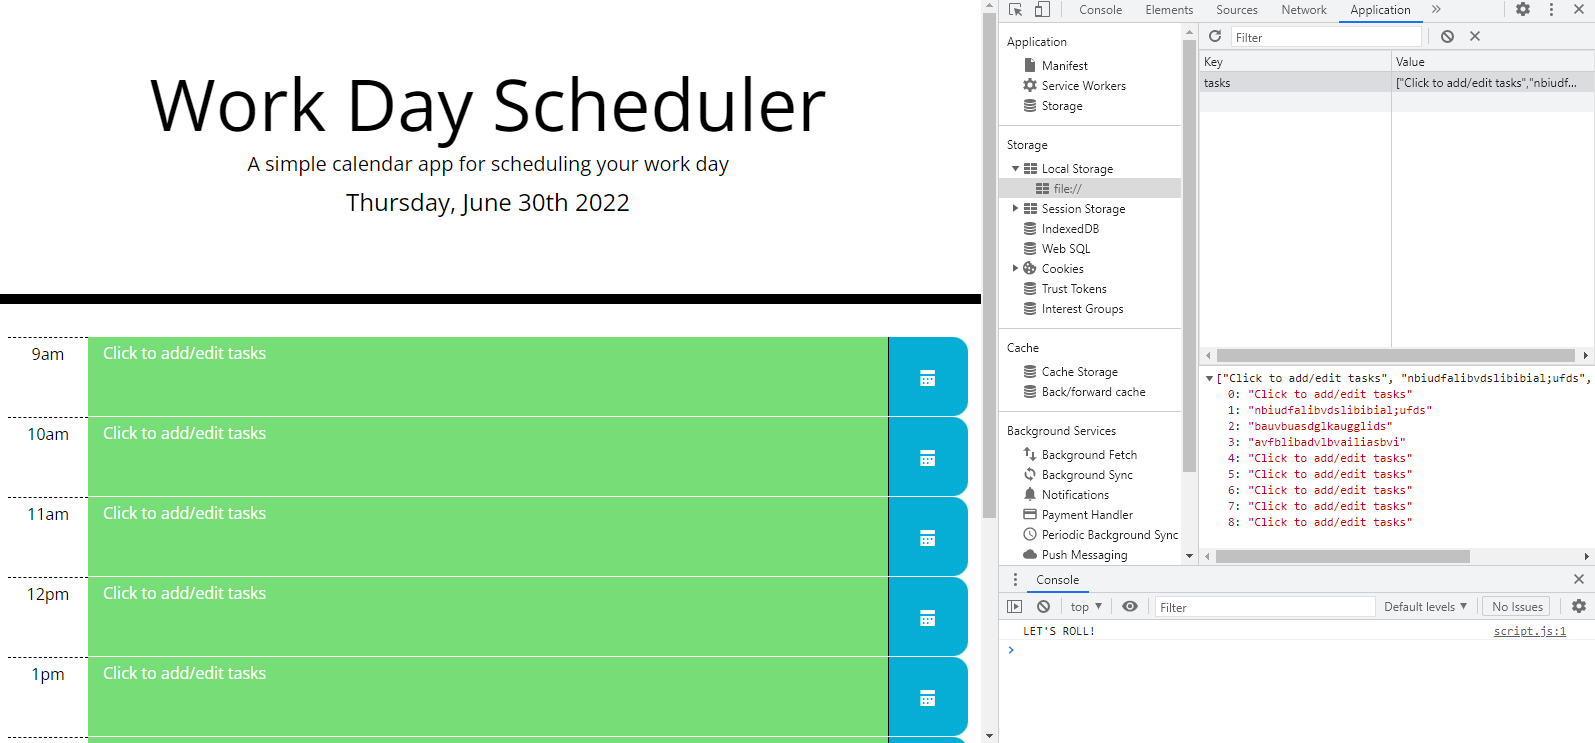 Work Day Scheduler
A simple calendar app for scheduling your work day
Thursday, June 30th 2022
9am Click to add/edit tasks
10am Click to add/edit tasks
11am Click to add/edit tasks
12pm Click to add/edit tasks
1pm Click to add/edit tasks
Console Elements Sources Network Application »
Application
Manifest
Service Workers
Storage
Storage
Local Storage
file://
Session Storage
IndexedDB
Web SQL
Cookies
Trust Tokens
Interest Groups
Cache
Cache Storage
Back/forward cache
Background Services
Background Fetch
Background Sync
Notifications
Payment Handler
Periodic Background Sync
Push Messaging
Filter
Key Value
tasks ["Click to add/edit tasks","nbiudf...
["Click to add/edit tasks", "nbiudfalibvdslibibial;ufds",
0: "Click to add/edit tasks"
1: "nbiudfalibvdslibibial;ufds"
2: "bauvbuasdglkaugglids"
3: "avfblibadvlbvailiasbvi"
4: "Click to add/edit tasks"
5: "Click to add/edit tasks"
6: "Click to add/edit tasks"
7: "Click to add/edit tasks"
8: "Click to add/edit tasks"
Console
top Filter Default levels No Issues
LET'S ROLL! script.js:1